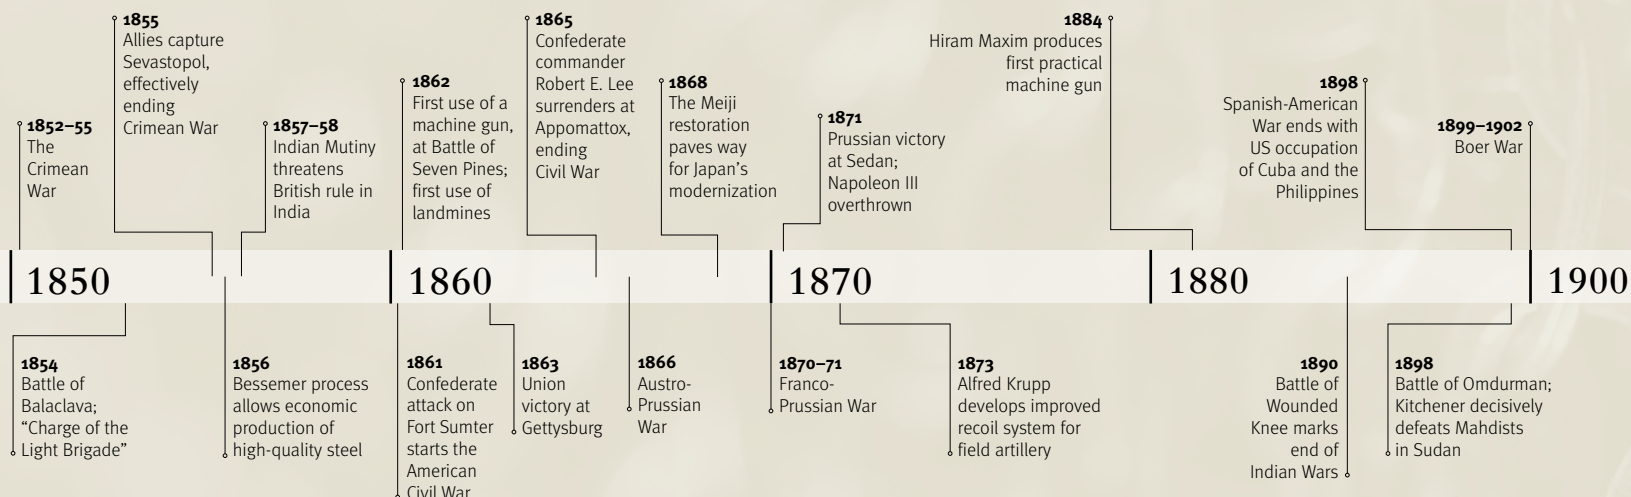 1855
Allies capture
Sevastopol,
effectively
ending
Crimean War
1865
Confederate
commander
Robert E. Lee
surrenders at
Appomattox,
ending
Civil War
1884
Hiram Maxim produces
first practical
machine gun
1862
First use of a
machine gun,
at Battle of
Seven Pines;
first use of
landmines
1868
The Meiji
restoration
paves way
for Japan's
modernization
1898
Spanish-American
War ends with
US occupation
of Cuba and the
Philippines
1852–55
The
Crimean
War
1857–58
Indian Mutiny
threatens
British rule in
India
1871
Prussian victory
at Sedan;
Napoleon III
overthrown
1899–1902
Boer War
1850
1860
1870
1880
1900
1854
Battle of
Balaclava;
“Charge of the
Light Brigade”
1856
Bessemer process
allows economic
production of
high-quality steel
1861
Confederate
attack on
Fort Sumter
starts the
American
Civil War
1863
Union
victory at
Gettysburg
1866
Austro-
Prussian
War
1870–71
Franco-
Prussian War
1873
Alfred Krupp
develops improved
recoil system for
field artillery
1890
Battle of
Wounded
Knee marks
end of
Indian Wars
1898
Battle of Omdurman;
Kitchener decisively
defeats Mahdists
in Sudan